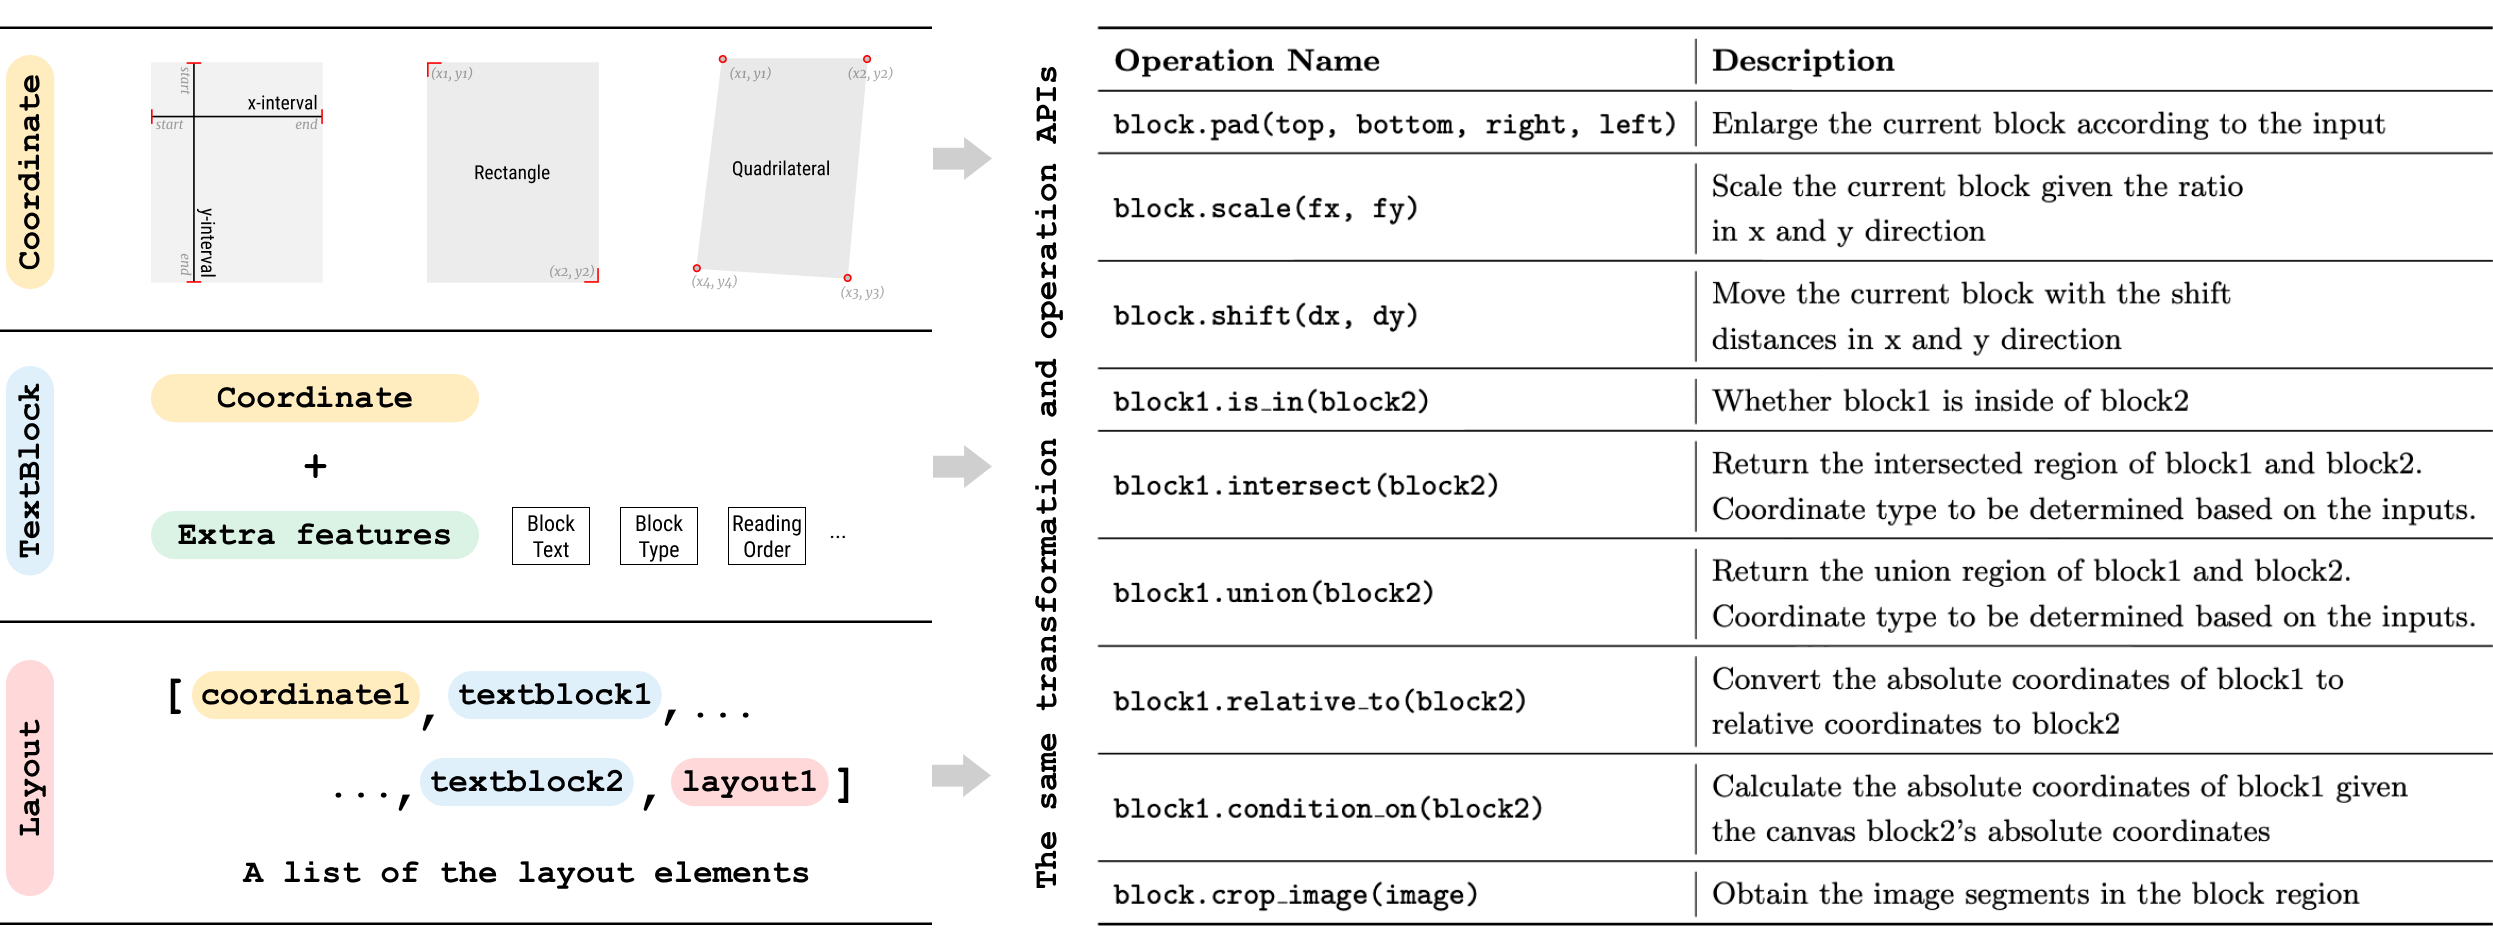 Coordinate
start
x-interval
start
end
y-interval
end
(x1, y1)
Rectangle
(x2, y2)
(x1, y1)
(x2, y2)
Quadrilateral
(x4, y4)
(x3, y3)
TextBlock
Coordinate
+
Extra features
Block
Text
Block
Type
Reading
Order
...
Layout
[ coordinate1 , textblock1 , ...
..., textblock2 , layout1 ]
A list of the layout elements
The same transformation and operation APIs
Operation Name
Description
block.pad(top, bottom, right, left)
Enlarge the current block according to the input
block.scale(fx, fy)
Scale the current block given the ratio
in x and y direction
block.shift(dx, dy)
Move the current block with the shift
distances in x and y direction
block1.is_in(block2)
Whether block1 is inside of block2
block1.intersect(block2)
Return the intersected region of block1 and block2.
Coordinate type to be determined based on the inputs.
block1.union(block2)
Return the union region of block1 and block2.
Coordinate type to be determined based on the inputs.
block1.relative_to(block2)
Convert the absolute coordinates of block1 to
relative coordinates to block2
block1.condition_on(block2)
Calculate the absolute coordinates of block1 given
the canvas block2's absolute coordinates
block.crop_image(image)
Obtain the image segments in the block region